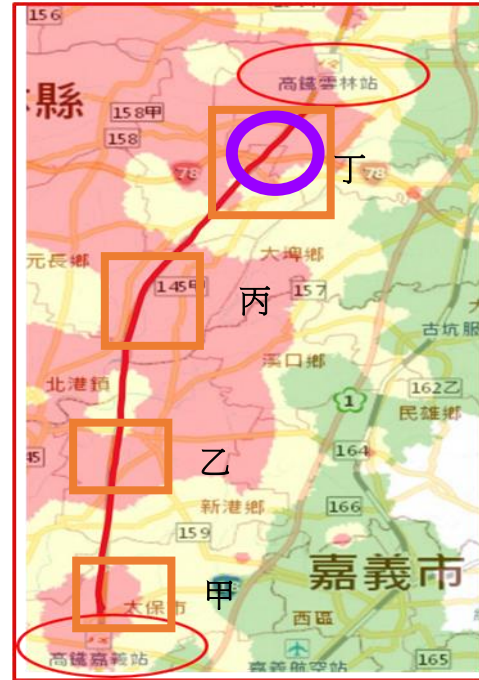 156
高鐵雲林站
縣
158甲
158
78
丁
78
元長鄉
大埤鄉
145甲
丙
157
古坑服
溪口鄉
北港鎮
162乙
1
民雄鄉
45
乙
164
新港鄉
166
159
嘉義市
甲
太保市
西區
高鐵嘉義站
嘉義航空站
165